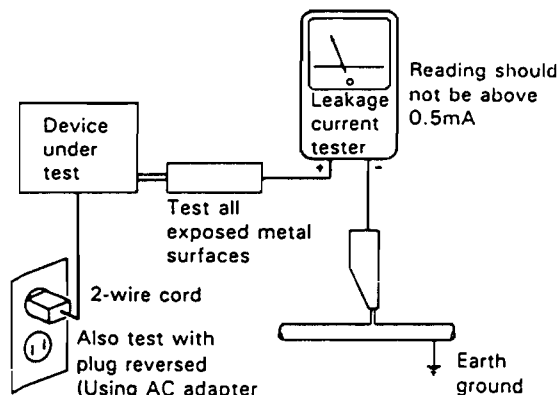 Device
under
test
Leakage
current
tester
+ -
Reading should
not be above
0.5mA
Test all
exposed metal
surfaces
2-wire cord
Also test with
plug reversed
(Using AC adapter
Earth
ground